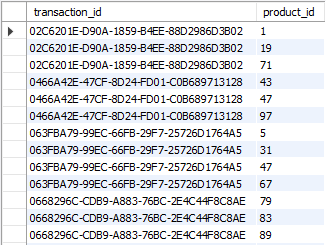 transaction_id product_id
02C6201E-D90A-1859-B4EE-88D2986D3B02 1
02C6201E-D90A-1859-B4EE-88D2986D3B02 19
02C6201E-D90A-1859-B4EE-88D2986D3B02 71
0466A42E-47CF-8D24-FD01-C0B689713128 43
0466A42E-47CF-8D24-FD01-C0B689713128 47
0466A42E-47CF-8D24-FD01-C0B689713128 97
063FBA79-99EC-66FB-29F7-25726D1764A5 5
063FBA79-99EC-66FB-29F7-25726D1764A5 31
063FBA79-99EC-66FB-29F7-25726D1764A5 47
063FBA79-99EC-66FB-29F7-25726D1764A5 67
0668296C-CDB9-A883-76BC-2E4C44F8C8AE 79
0668296C-CDB9-A883-76BC-2E4C44F8C8AE 83
0668296C-CDB9-A883-76BC-2E4C44F8C8AE 89